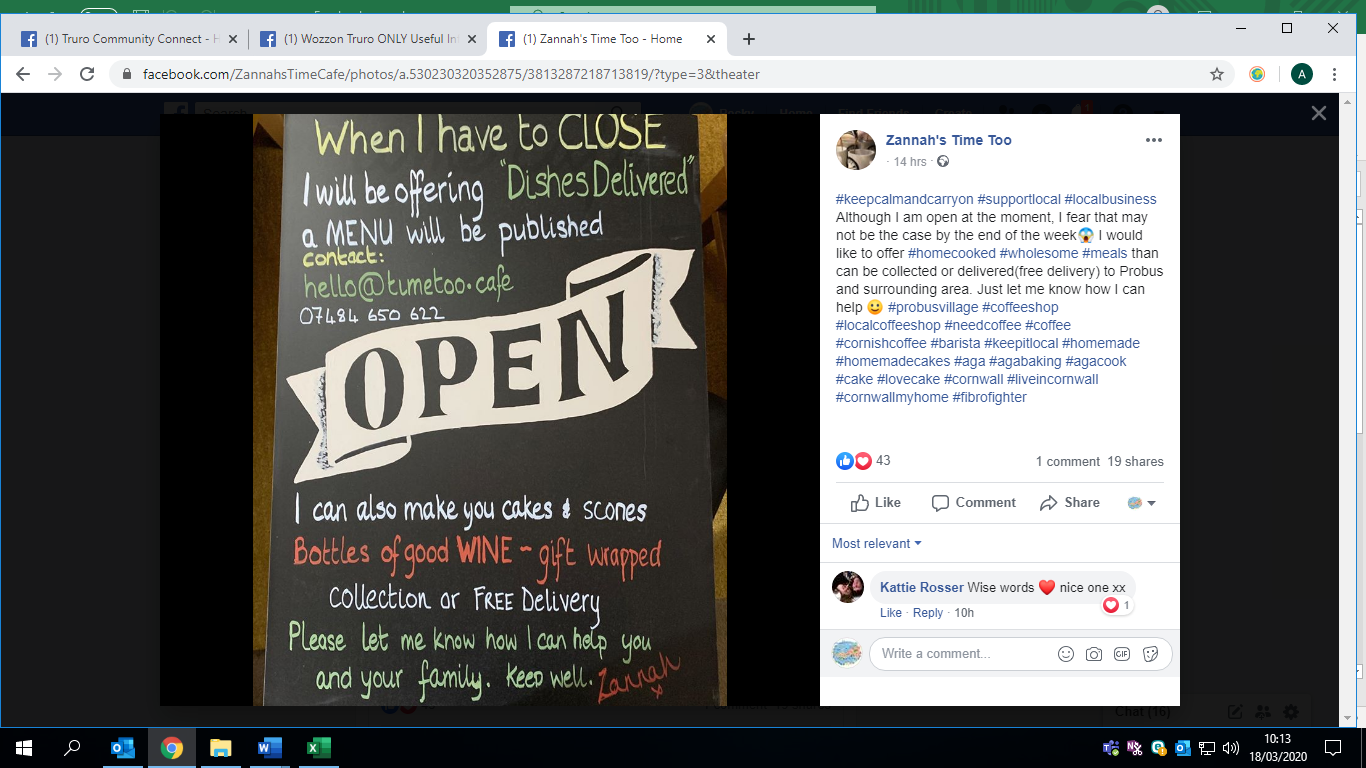 (1) Truro Community Connect - H
(1) Wozzon Truro ONLY Useful In
(1) Zannah's Time Too - Home
facebook.com/ZannahsTimeCafe/photos/a.530230320352875/3813287218713819/?type=3&theater
A
When I have to CLOSE
I will be offering "Dishes Delivered"
a MENU will be published
contact:
hello@timetoo.cafe
07484 650 622
OPEN
I can also make you cakes & scones
Bottles of good WINE - gift wrapped
Collection or FREE Delivery
Please let me know how I can help you
and your family. Keep well. Zannah x
Zannah's Time Too
· 14 hrs ·
#keepcalmandcarryon #supportlocal #localbusiness
Although I am open at the moment, I fear that may
not be the case by the end of the week😱 I would
like to offer #homecooked #wholesome #meals than
can be collected or delivered(free delivery) to Probus
and surrounding area. Just let me know how I can
help 🙂 #probusvillage #coffeeshop
#localcoffeeshop #needcoffee #coffee
#cornishcoffee #barista #keepitlocal #homemade
#homemadecakes #aga #agabaking #agacook
#cake #lovecake #cornwall #liveincornwall
#cornwallmyhome #fibrofighter
43
1 comment 19 shares
Like Comment Share
Most relevant
Kattie Rosser Wise words ❤️ nice one xx
1
Like · Reply · 10h
Write a comment...
GIF
Chat (16)
10:13
18/03/2020